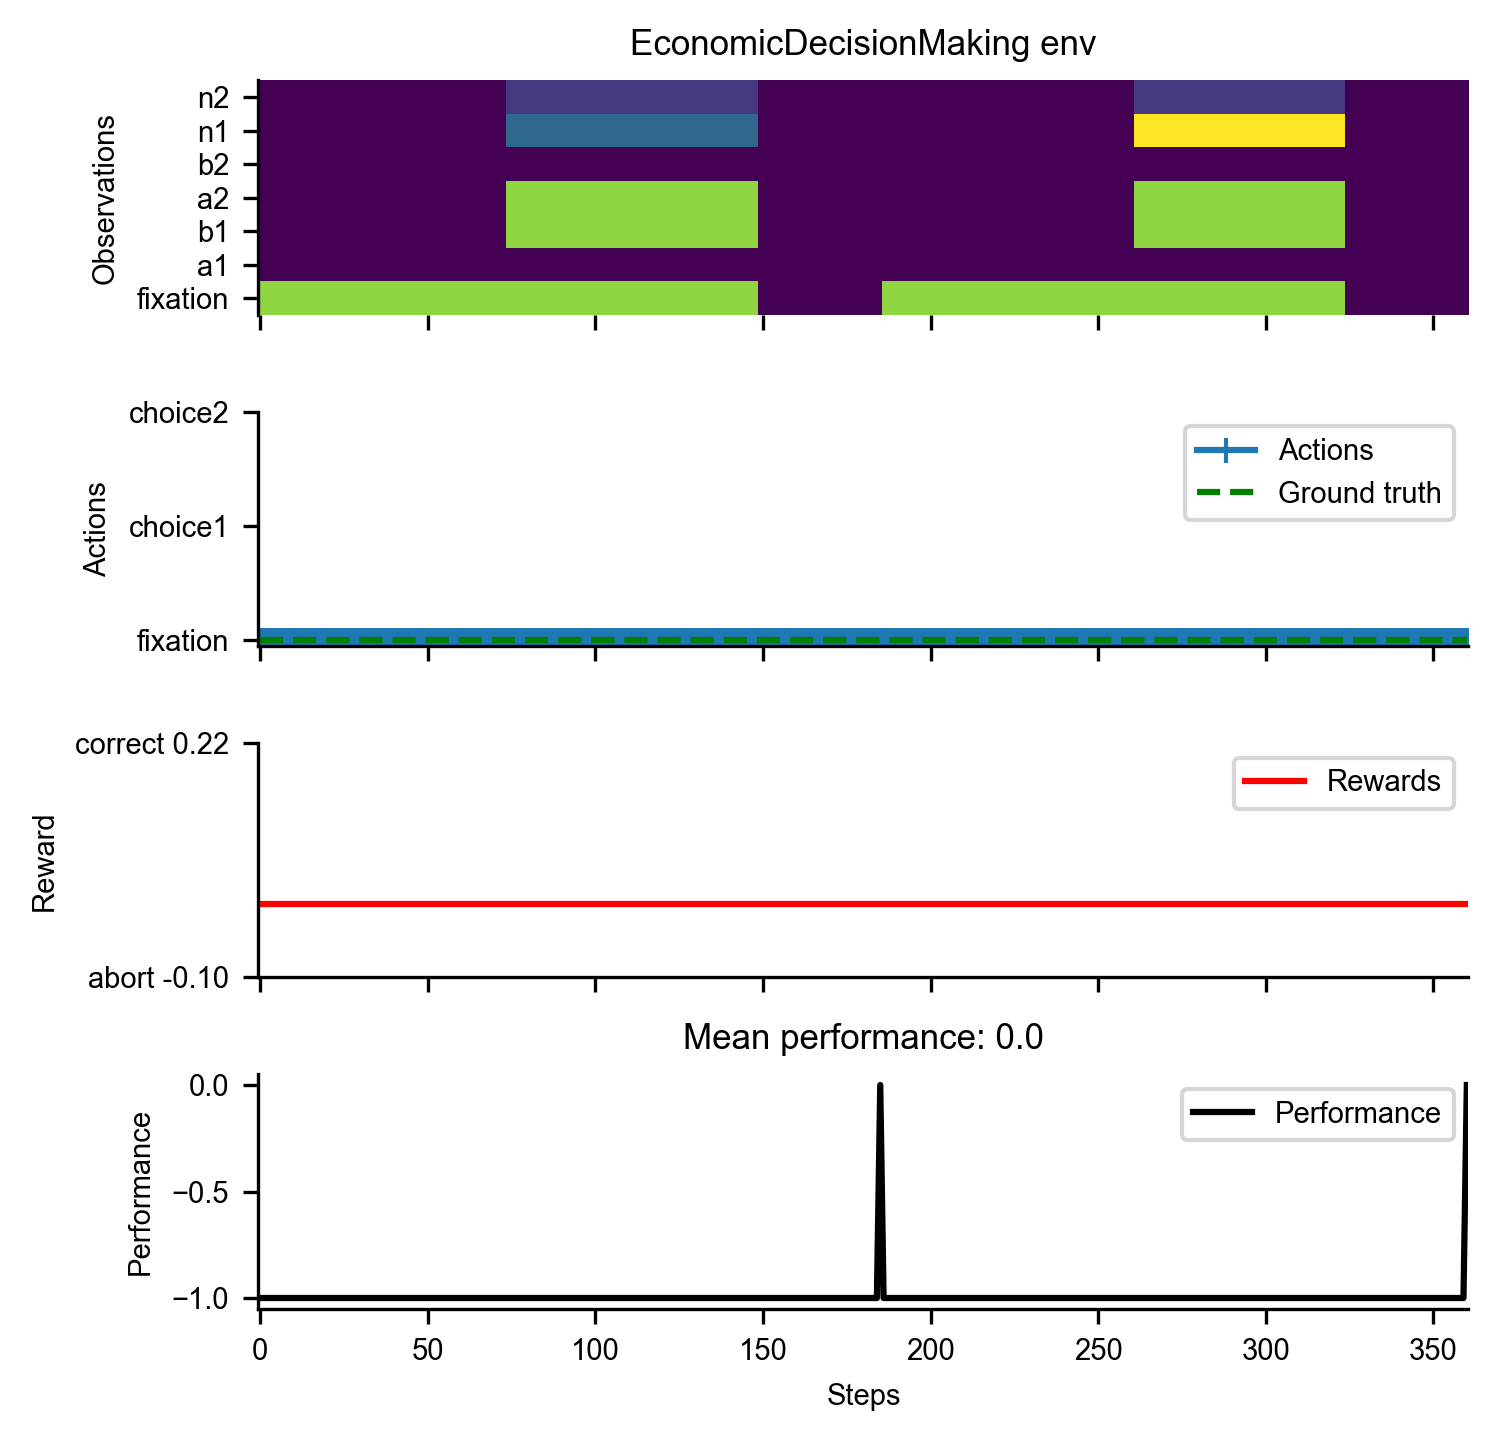 EconomicDecisionMaking env
Observations
n2
n1
b2
a2
b1
a1
fixation
Actions
choice2
choice1
fixation
Actions
Ground truth
Reward
correct 0.22
abort -0.10
Rewards
Mean performance: 0.0
Performance
0.0
−0.5
−1.0
Performance
0 50 100 150 200 250 300 350
Steps